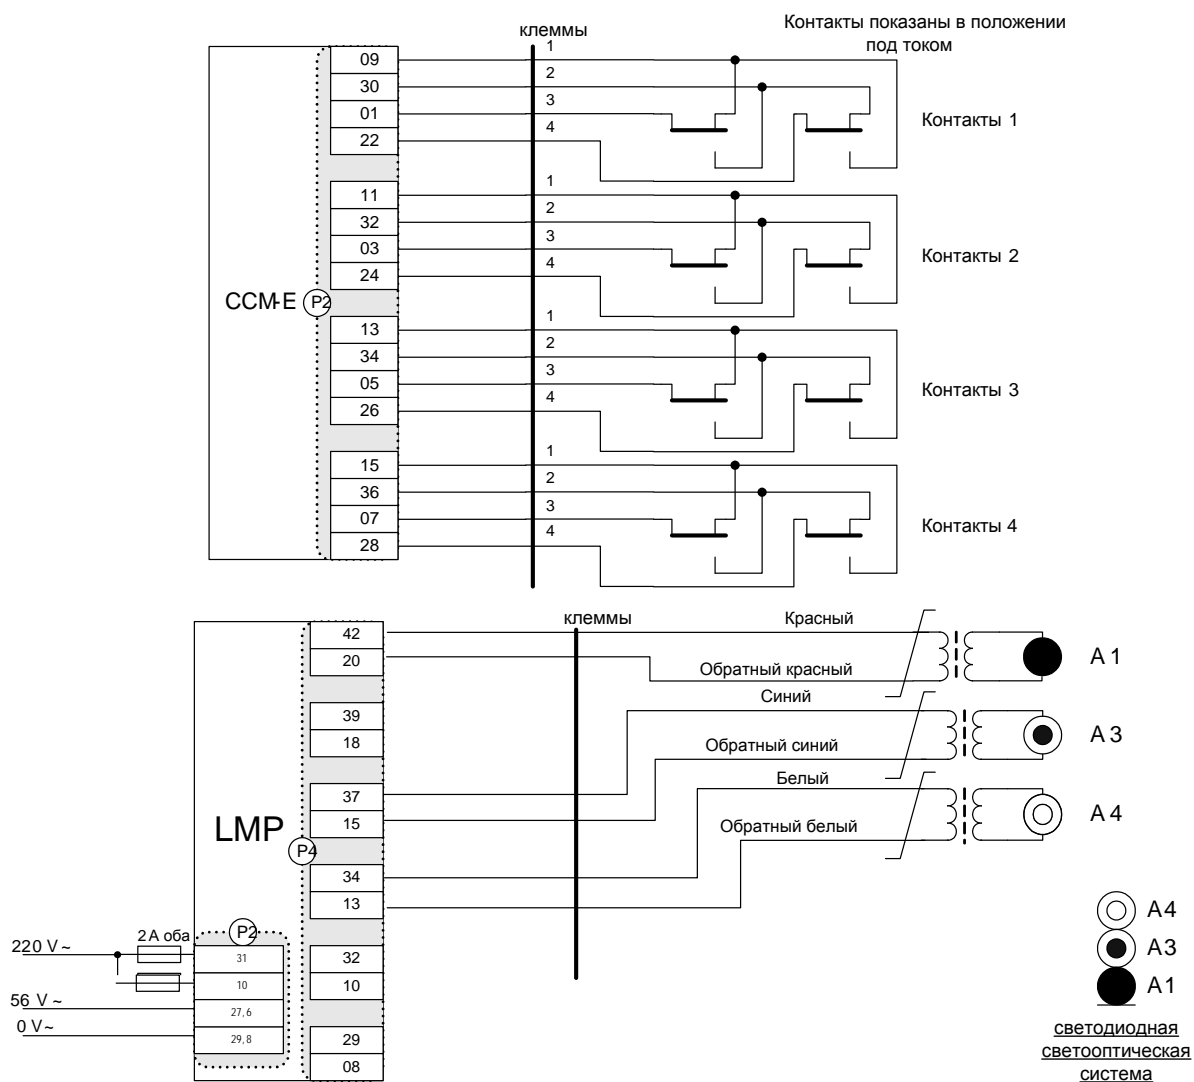 Контакты показаны в положении
под током
клеммы
CCM-E
P2
09
30
01
22
1
2
3
4
Контакты 1
11
32
03
24
1
2
3
4
Контакты 2
13
34
05
26
1
2
3
4
Контакты 3
15
36
07
28
1
2
3
4
Контакты 4
клеммы
LMP
P4
42
20
39
18
37
15
34
13
32
10
29
08
Красный
Обратный красный
A 1
Синий
Обратный синий
A 3
Белый
Обратный белый
A 4
P2
2 А оба
220 V ~
56 V ~
0 V ~
31
10
27,6
29,8
A 4
A 3
A 1
светодиодная
светооптическая
система